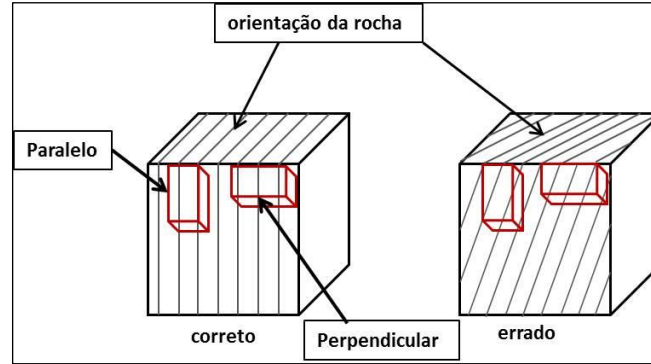 orientação da rocha
Paralelo
correto
Perpendicular
errado